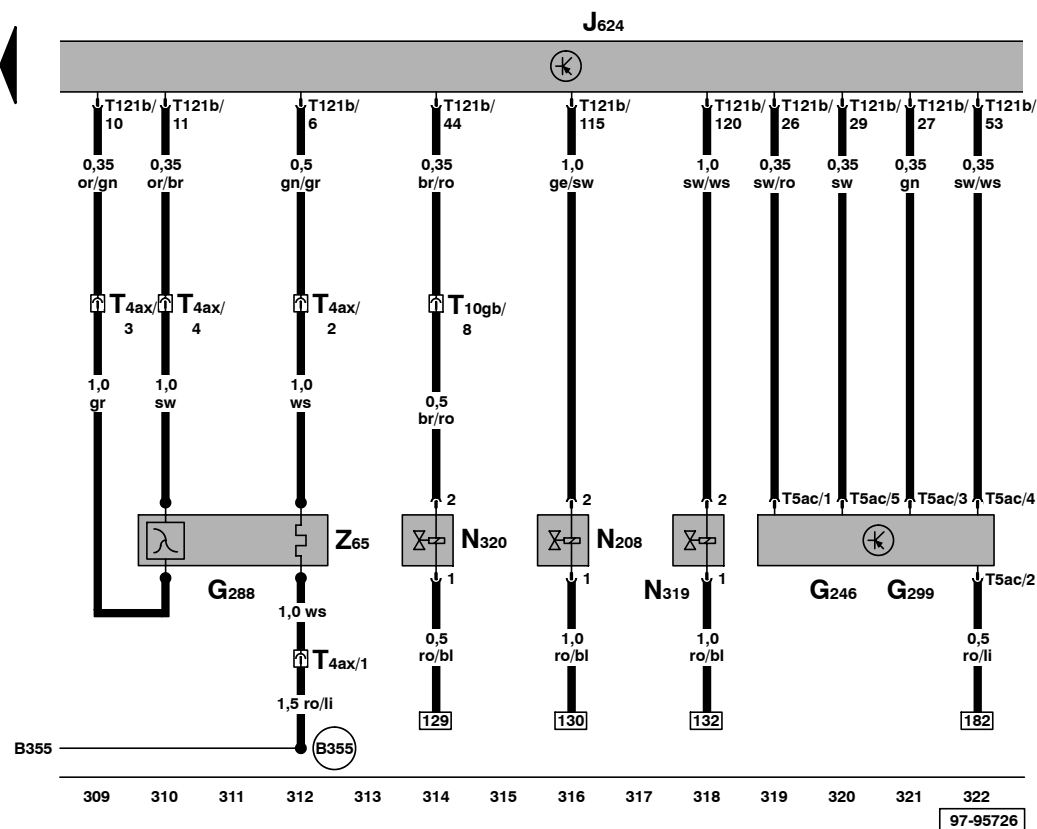 J624
T121b/ T121b/ T121b/ T121b/ T121b/ T121b/ T121b/ T121b/ T121b/ T121b/
10 11 6 44 115 120 26 29 27 53
0,35 0,35 0,5 0,35 1,0 1,0 0,35 0,35 0,35 0,35
or/gn or/br gn/gr br/ro ge/sw sw/ws sw/ro sw gn sw/ws
T4ax/ T4ax/ T4ax/ T10gb/
3 4 2 8
1,0 1,0 1,0
gr sw ws
0,5
br/ro
2 2 2 T5ac/1 T5ac/5 T5ac/3 T5ac/4
Z65 N320 N208
1 1 1 T5ac/2
G288 N319 G246 G299
1,0 ws
0,5 1,0 1,0 0,5
ro/bl ro/bl ro/bl ro/li
T4ax/1
1,5 ro/li
129 130 132 182
B355 B355
309 310 311 312 313 314 315 316 317 318 319 320 321 322
97-95726